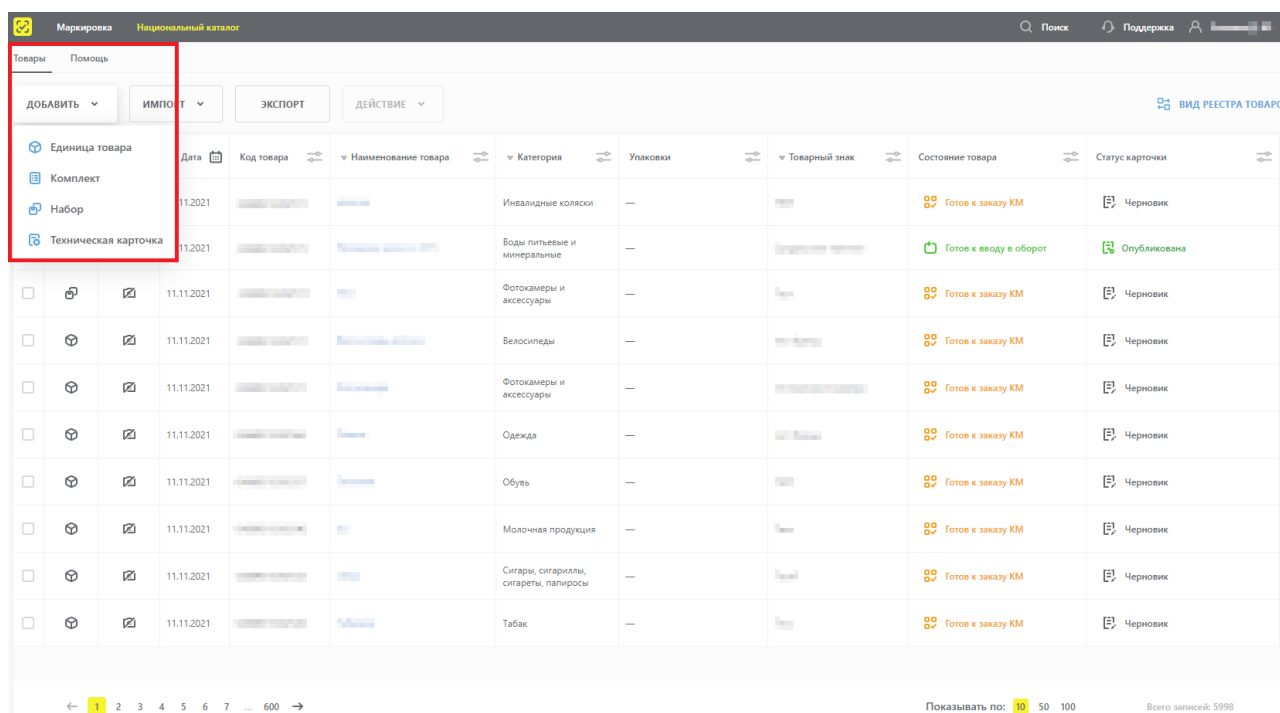 Маркировка Национальный каталог Поиск Поддержка
Товары Помощь
ДОБАВИТЬ ИМПОРТ ЭКСПОРТ ДЕЙСТВИЕ ВИД РЕЕСТРА ТОВАРО
Единица товара
Комплект
Набор
Техническая карточка
Дата Код товара Наименование товара Категория Упаковки Товарный знак Состояние товара Статус карточки
11.2021 Инвалидные коляски — Готов к заказу КМ Черновик
11.2021 Воды питьевые и
минеральные — Готов к вводу в оборот Опубликована
11.11.2021 Фотокамеры и
аксессуары — Готов к заказу КМ Черновик
11.11.2021 Велосипеды — Готов к заказу КМ Черновик
11.11.2021 Фотокамеры и
аксессуары — Готов к заказу КМ Черновик
11.11.2021 Одежда — Готов к заказу КМ Черновик
11.11.2021 Обувь — Готов к заказу КМ Черновик
11.11.2021 Молочная продукция — Готов к заказу КМ Черновик
11.11.2021 Сигары, сигариллы,
сигареты, папиросы — Готов к заказу КМ Черновик
11.11.2021 Табак — Готов к заказу КМ Черновик
← 1 2 3 4 5 6 7 ... 600 → Показывать по: 10 50 100 Всего записей: 5998